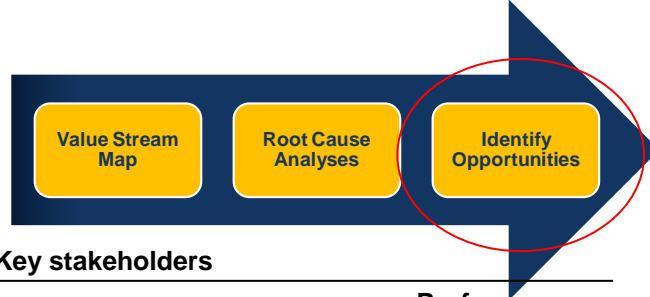 Value Stream
Map
Root Cause
Analyses
Identify
Opportunities
Key stakeholders